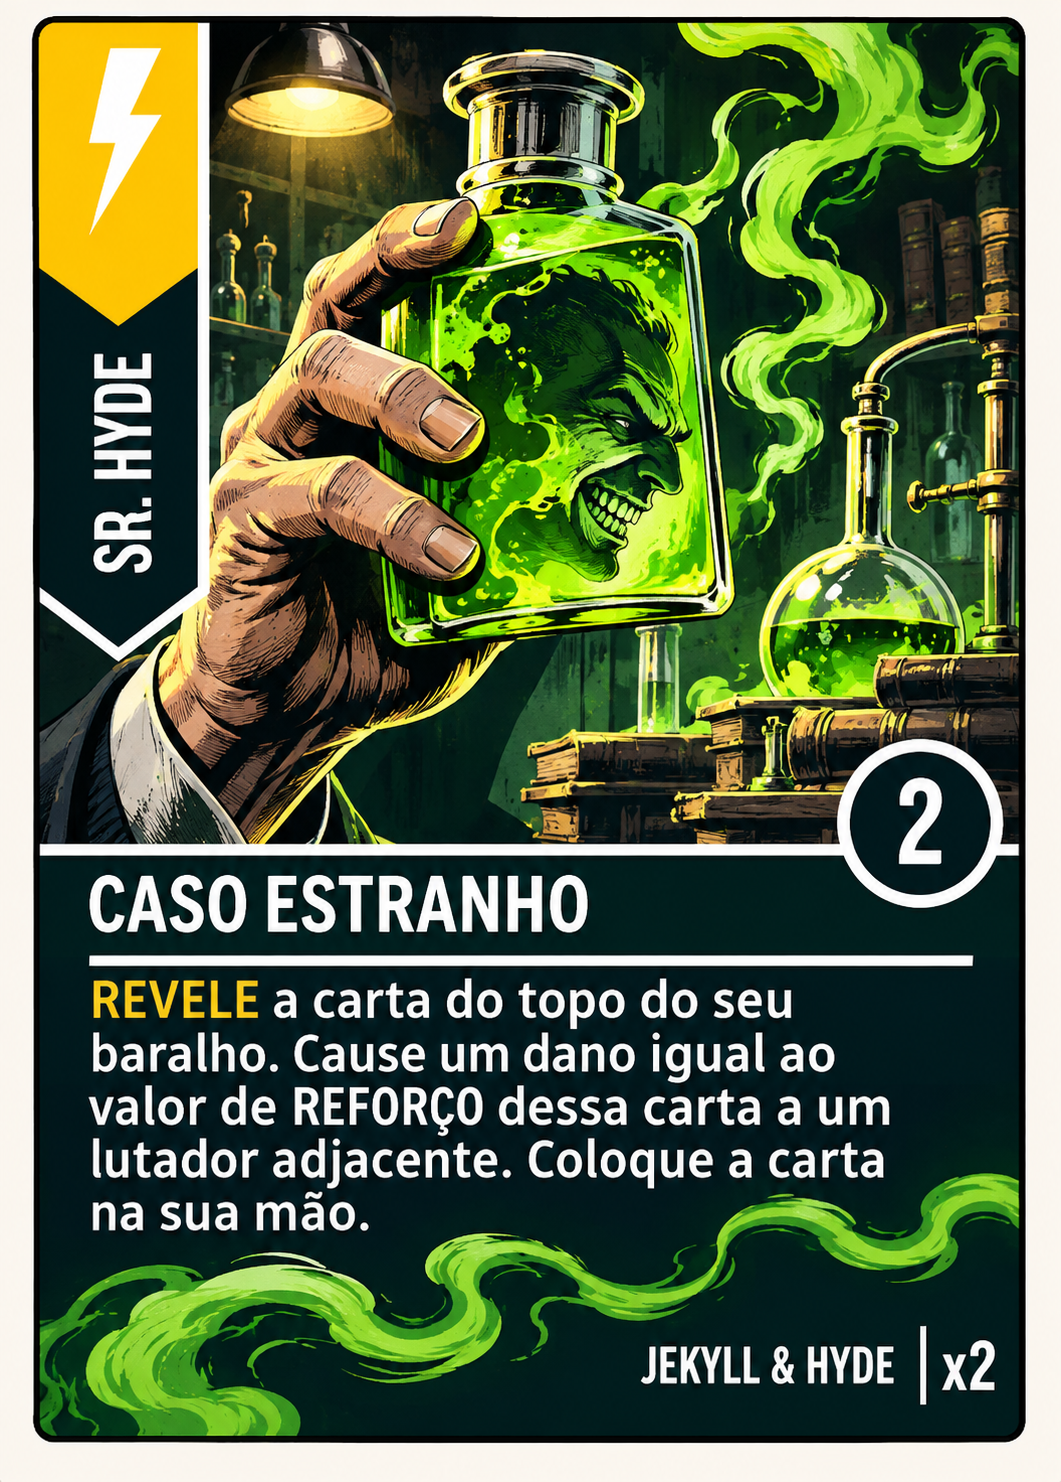 SR. HYDE
2
CASO ESTRANHO
REVELE a carta do topo do seu
baralho. Cause um dano igual ao
valor de REFORÇO dessa carta a um
lutador adjacente. Coloque a carta
na sua mão.
JEKYLL & HYDE | x2